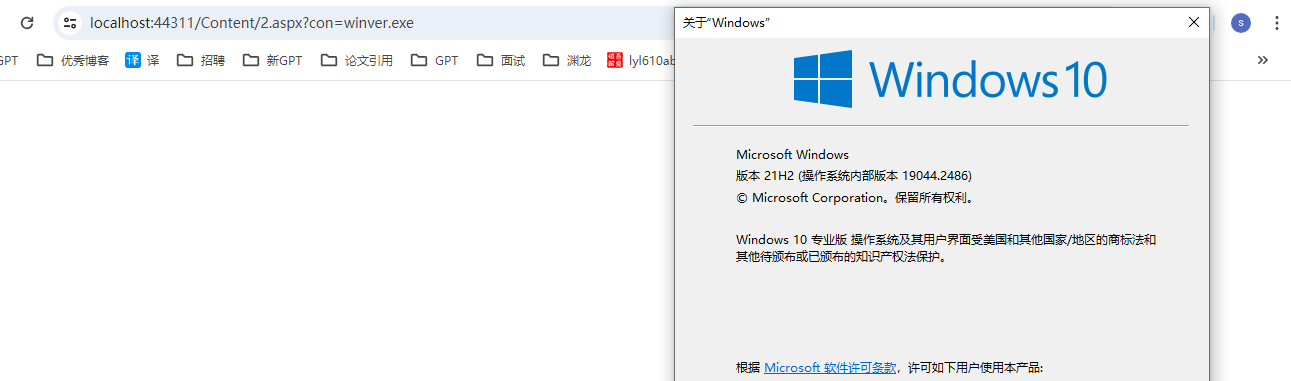 localhost:44311/Content/2.aspx?con=winver.exe
关于“Windows”
S
GPT
优秀博客
译 译
招聘
新GPT
论文引用
GPT
面试
渊龙
lyl610ab
Windows 10
Microsoft Windows
版本 21H2 (操作系统内部版本 19044.2486)
© Microsoft Corporation。保留所有权利。
Windows 10 专业版 操作系统及其用户界面受美国和其他国家/地区的商标法和
其他待颁布或已颁布的知识产权法保护。
根据 Microsoft 软件许可条款，许可如下用户使用本产品: